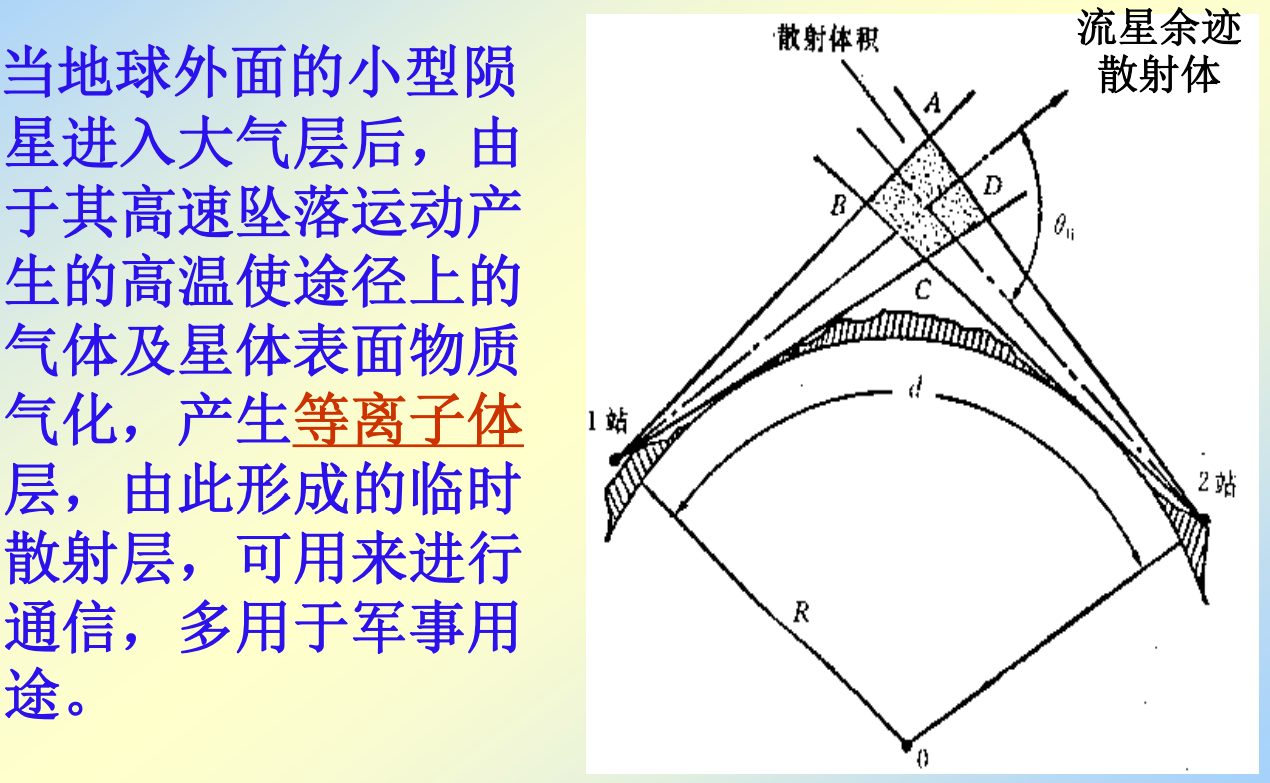 当地球外面的小型陨
星进入大气层后，由
于其高速坠落运动产
生的高温使途径上的
气体及星体表面物质
气化，产生等离子体
层，由此形成的临时
散射层，可用来进行
通信，多用于军事用
途。
流星余迹
散射体
散射体积
A
B
D
C
d
1站
2站
R
0